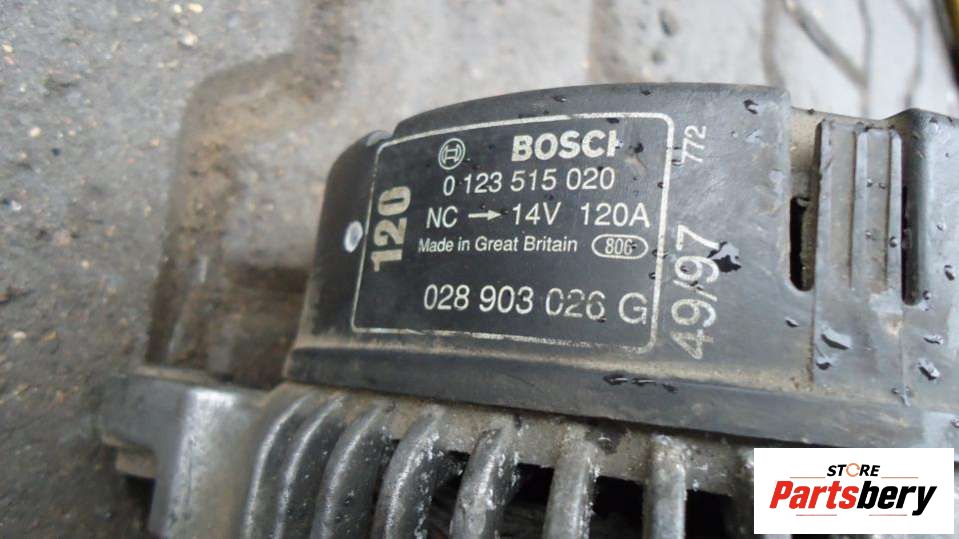 BOSCH
0 123 515 020
NC → 14V 120A
Made in Great Britain 806
028 903 026 G
120
772
49/97
STORE
Partsbery